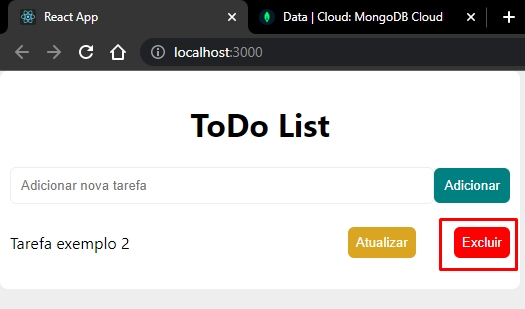 React App
Data | Cloud: MongoDB Cloud
localhost:3000
ToDo List
Adicionar nova tarefa
Adicionar
Tarefa exemplo 2
Atualizar
Excluir